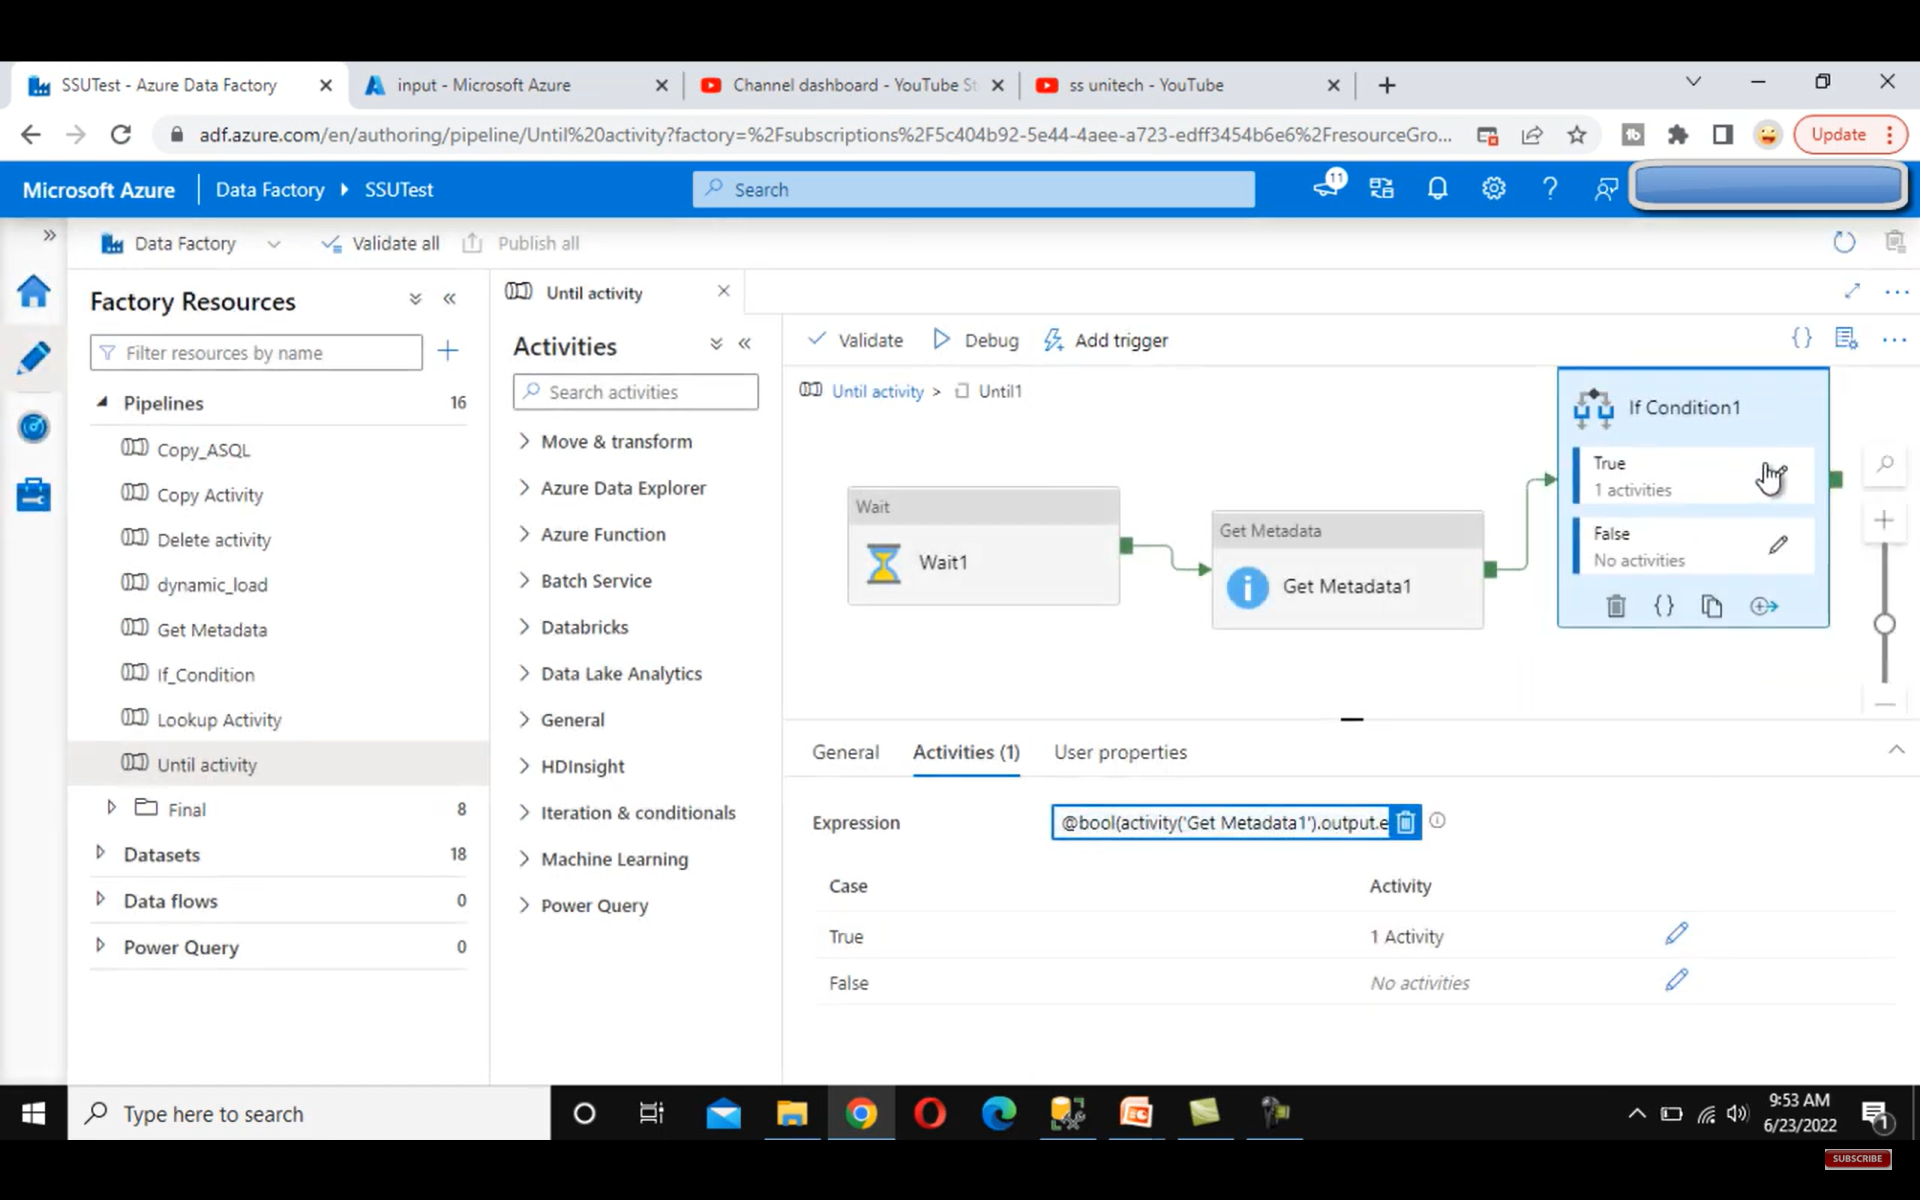 SSUTest - Azure Data Factory
input - Microsoft Azure
Channel dashboard - YouTube St
ss unitech - YouTube
adf.azure.com/en/authoring/pipeline/Until%20activity?factory=%2Fsubscriptions%2F5c404b92-5e44-4aee-a723-edff3454b6e6%2FresourceGro...
Update
Microsoft Azure
Data Factory
SSUTest
Search
11
Data Factory
Validate all
Publish all
Factory Resources
Filter resources by name
Pipelines 16
Copy_ASQL
Copy Activity
Delete activity
dynamic_load
Get Metadata
If_Condition
Lookup Activity
Until activity
Final 8
Datasets 18
Data flows 0
Power Query 0
Until activity
Activities
Search activities
Move & transform
Azure Data Explorer
Azure Function
Batch Service
Databricks
Data Lake Analytics
General
HDInsight
Iteration & conditionals
Machine Learning
Power Query
Validate
Debug
Add trigger
Until activity > Until1
Wait
Wait1
Get Metadata
Get Metadata1
If Condition1
True
1 activities
False
No activities
General
Activities (1)
User properties
Expression
@bool(activity('Get Metadata1').output.e
Case Activity
True 1 Activity
False No activities
Type here to search
9:53 AM
6/23/2022
1
SUBSCRIBE